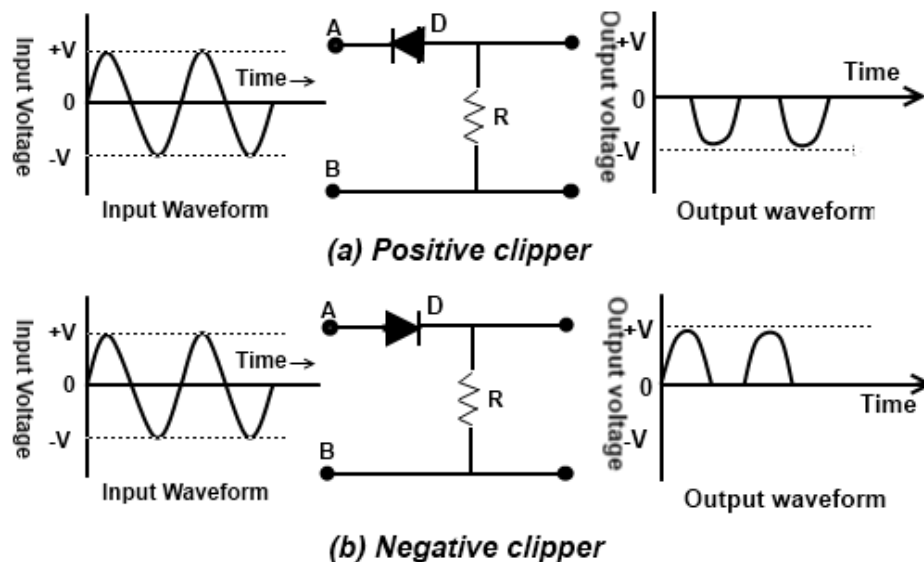 Input Voltage
+V
0
-V
Time →
Input Waveform
A
D
R
B
Output voltage
+V
0
-V
Time
Output waveform
(a) Positive clipper
Input Voltage
+V
0
-V
Time →
Input Waveform
A
D
R
B
Output voltage
+V
0
-V
Time
Output waveform
(b) Negative clipper